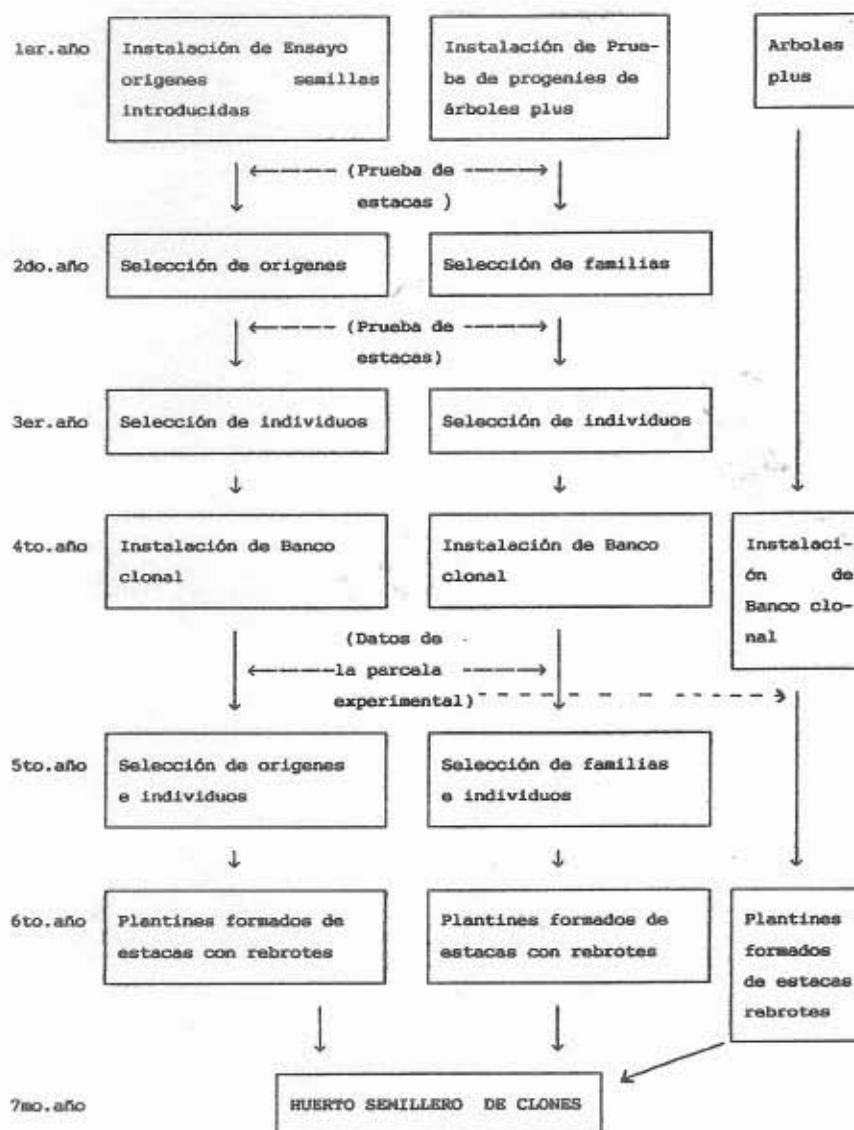 1er.año
Instalación de Ensayo
origenes semillas
introducidas
Instalación de Prue-
ba de progenies de
árboles plus
Arboles
plus
(Prueba de
estacas )
2do.año
Selección de origenes
Selección de familias
(Prueba de
estacas)
3er.año
Selección de individuos
Selección de individuos
4to.año
Instalación de Banco
clonal
Instalación de Banco
clonal
Instalaci-
ón de
Banco clo-
nal
(Datos de
la parcela
experimental)
5to.año
Selección de origenes
e individuos
Selección de familias
e individuos
6to.año
Plantines formados de
estacas con rebrotes
Plantines formados de
estacas con rebrotes
Plantines
formados
de estacas
rebrotes
7mo.año
HUERTO SEMILLERO DE CLONES